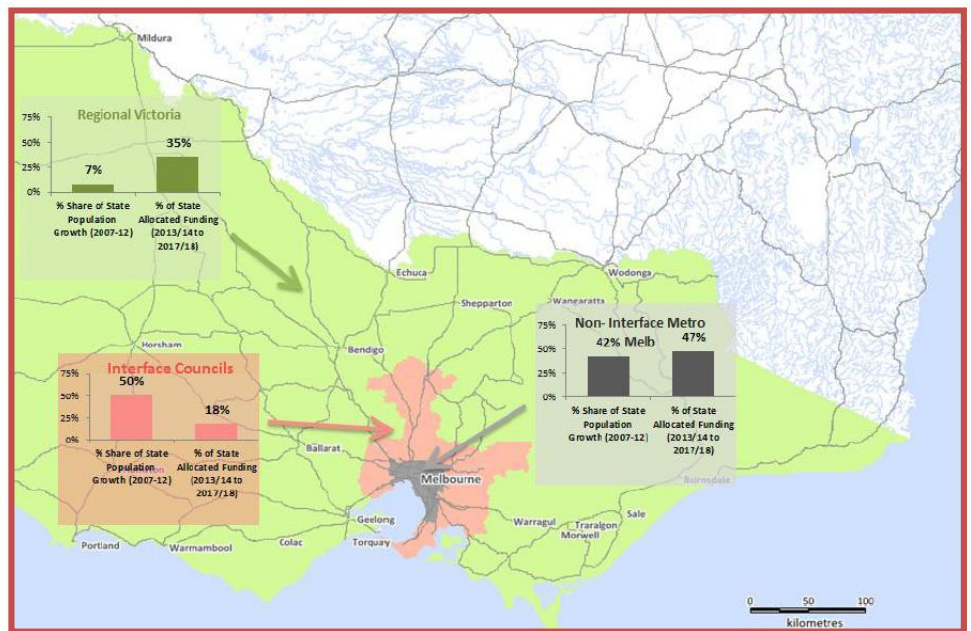 Mildura
Regional Victoria
75%
50%
25%
0%
7%
35%
% Share of State
Population
Growth (2007-12)
% of State
Allocated Funding
(2013/14 to
2017/18)
Echuca
Wodonga
Shepparton
Wangaratta
Horsham
Bendigo
Non- Interface Metro
Melb
75%
50%
25%
0%
42%
47%
% Share of State
Population
Growth (2007-12)
% of State
Allocated Funding
(2013/14 to
2017/18)
Interface Councils
75%
50%
25%
0%
50%
18%
% Share of State
Population
Growth (2007-12)
% of State
Allocated Funding
(2013/14 to
2017/18)
Ballarat
Melbourne
Bairnsdale
Geelong
Torquay
Warragul
Traralgon
Morwell
Sale
Portland
Warrnambool
Colac
0
50
100
kilometres